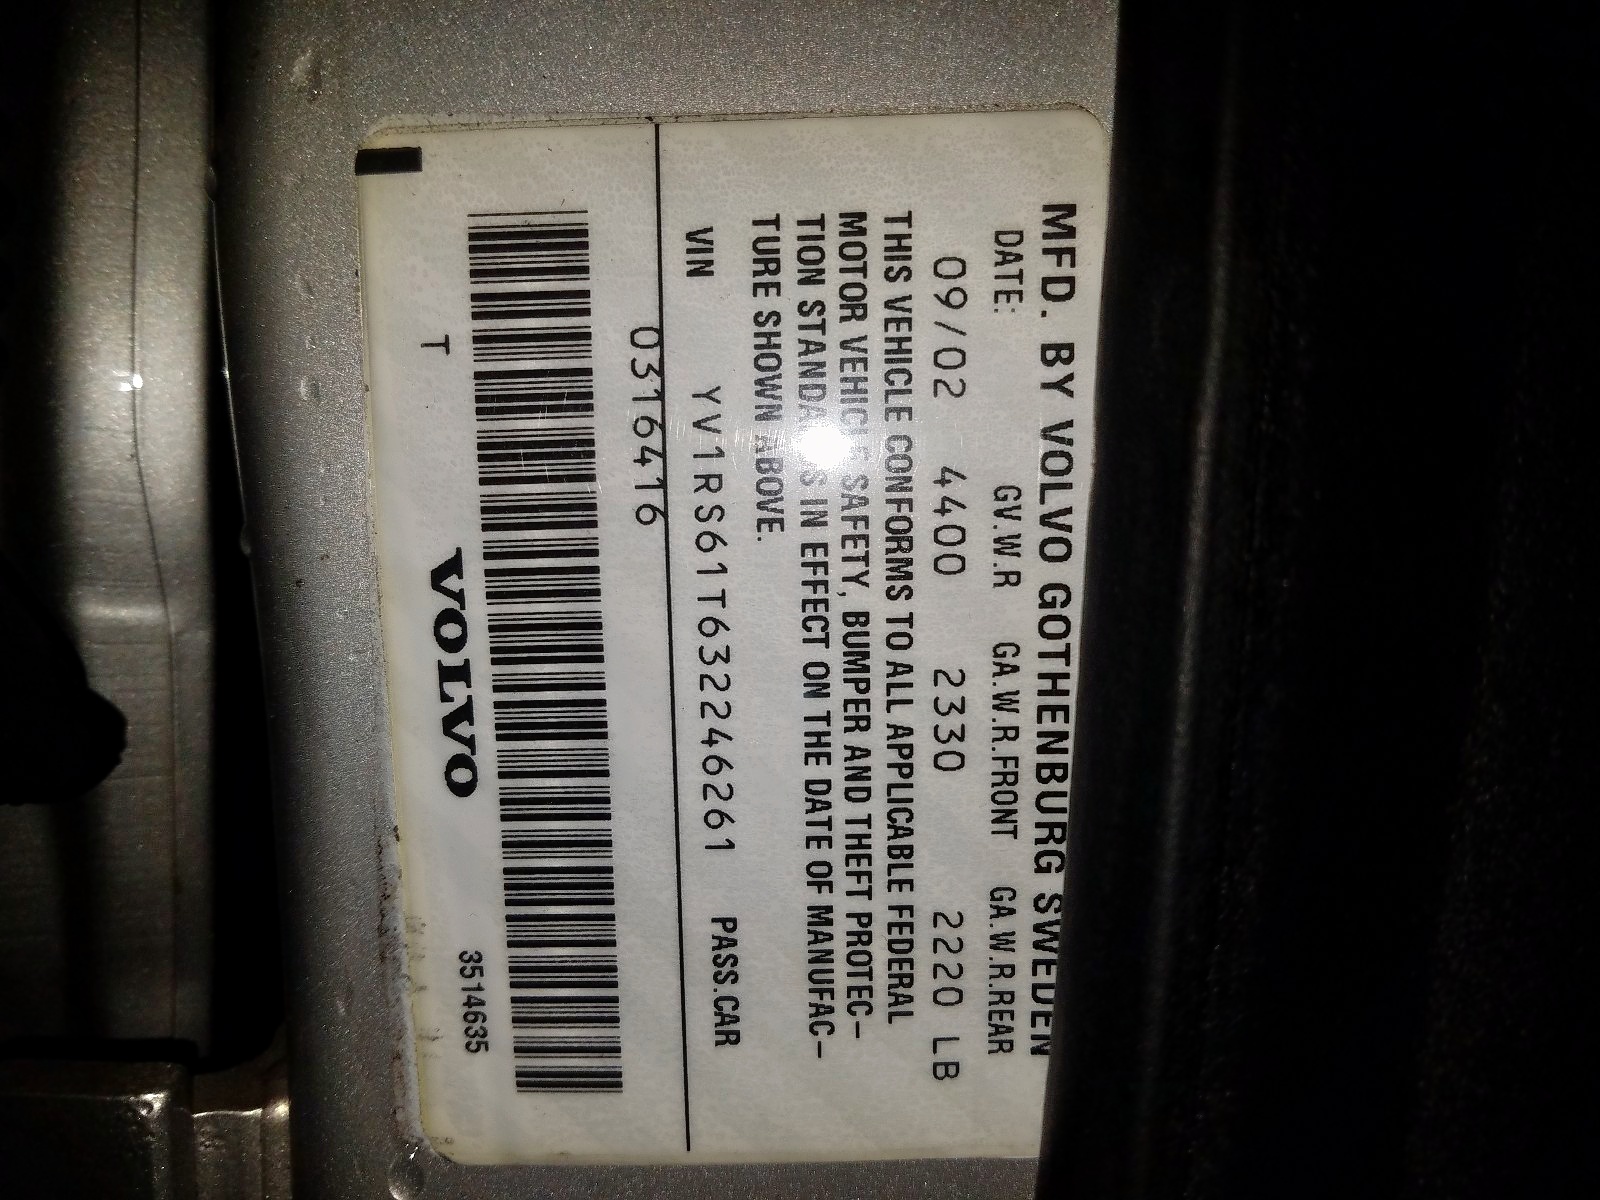 MFD. BY VOLVO GOTHENBURG SWEDEN
DATE: GV.W.R GA.W.R.FRONT GA.W.R.REAR
09/02 4400 2330 2220 LB
THIS VEHICLE CONFORMS TO ALL APPLICABLE FEDERAL
MOTOR VEHICLE SAFETY, BUMPER AND THEFT PROTEC-
TION STANDARDS IN EFFECT ON THE DATE OF MANUFAC-
TURE SHOWN ABOVE.
VIN YV1RS61T632246261 PASS.CAR
0316416
T VOLVO 3514635